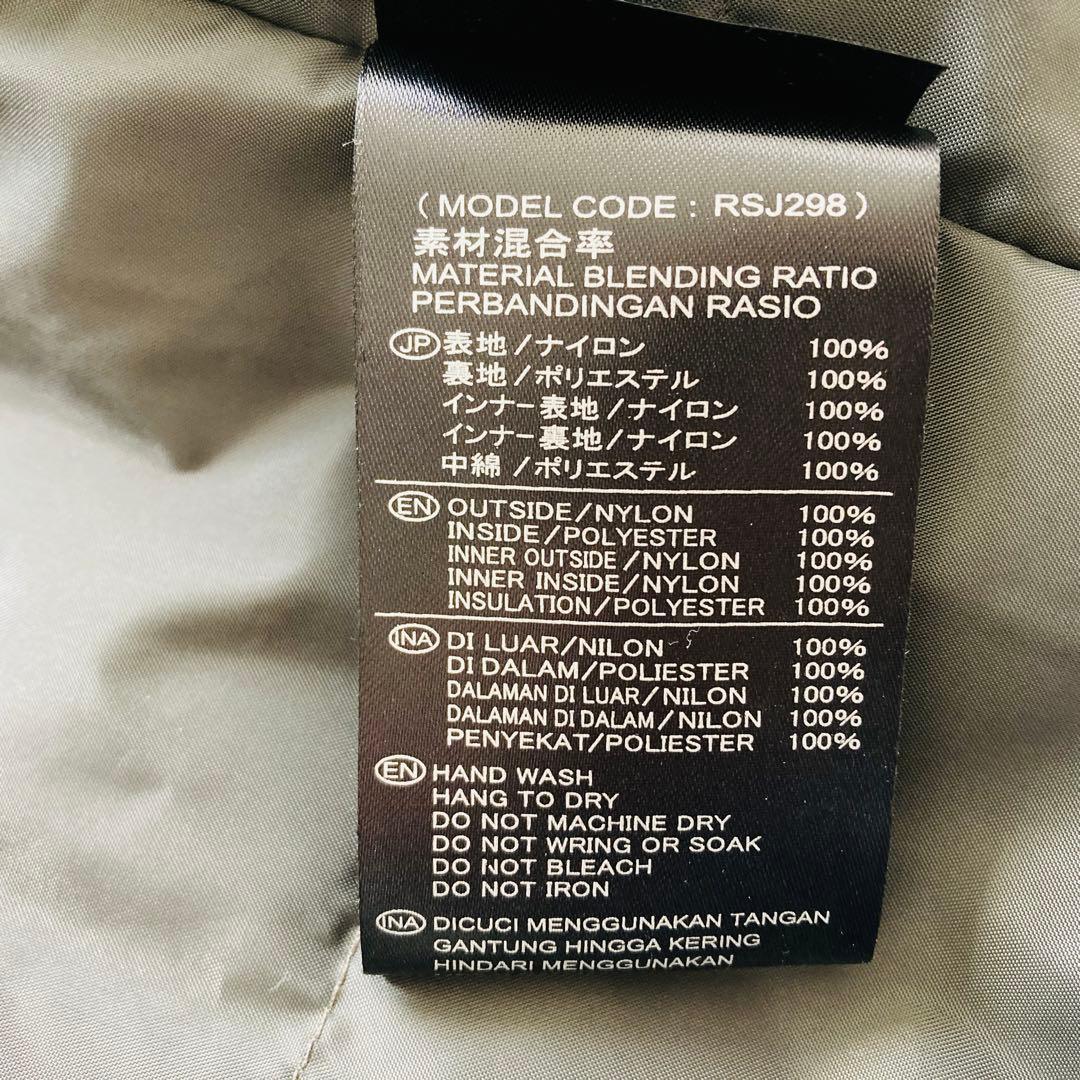 ( MODEL CODE : RSJ298 )
素材混合率
MATERIAL BLENDING RATIO
PERBANDINGAN RASIO
JP 表地 / ナイロン 100%
裏地 / ポリエステル 100%
インナー表地 / ナイロン 100%
インナー裏地 / ナイロン 100%
中綿 / ポリエステル 100%
EN OUTSIDE/NYLON 100%
INSIDE/POLYESTER 100%
INNER OUTSIDE /NYLON 100%
INNER INSIDE/NYLON 100%
INSULATION/POLYESTER 100%
INA DI LUAR/NILON 100%
DI DALAM/POLIESTER 100%
DALAMAN DI LUAR/NILON 100%
DALAMAN DI DALAM/NILON 100%
PENYEKAT/POLIESTER 100%
EN HAND WASH
HANG TO DRY
DO NOT MACHINE DRY
DO NOT WRING OR SOAK
DO NOT BLEACH
DO NOT IRON
INA DICUCI MENGGUNAKAN TANGAN
GANTUNG HINGGA KERING
HINDARI MENGGUNAKAN